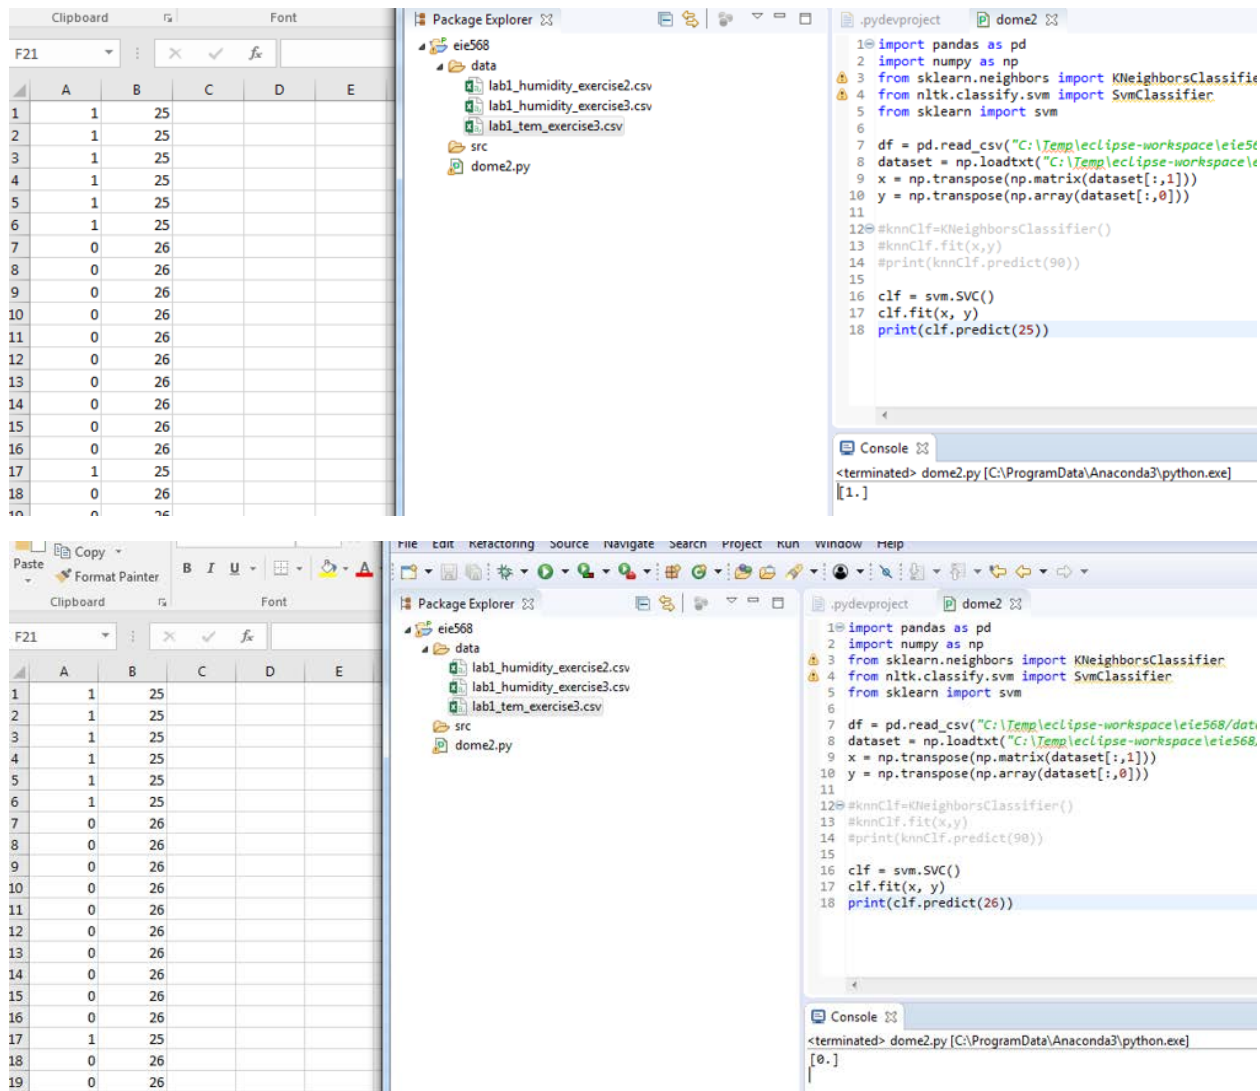 Clipboard Font
F21 fx
A B C D E
1 1 25
2 1 25
3 1 25
4 1 25
5 1 25
6 1 25
7 0 26
8 0 26
9 0 26
10 0 26
11 0 26
12 0 26
13 0 26
14 0 26
15 0 26
16 0 26
17 1 25
18 0 26
19 0 26
Package Explorer
eie568
data
lab1_humidity_exercise2.csv
lab1_humidity_exercise3.csv
lab1_tem_exercise3.csv
src
dome2.py
.pydevproject dome2
1 import pandas as pd
2 import numpy as np
3 from sklearn.neighbors import KNeighborsClassifie
4 from nltk.classify.svm import SvmClassifier
5 from sklearn import svm
6
7 df = pd.read_csv("C:\Temp\eclipse-workspace\eie56
8 dataset = np.loadtxt("C:\Temp\eclipse-workspace\e
9 x = np.transpose(np.matrix(dataset[:,1]))
10 y = np.transpose(np.array(dataset[:,0]))
11
12 #knnClf=KNeighborsClassifier()
13 #knnClf.fit(x,y)
14 #print(knnClf.predict(90))
15
16 clf = svm.SVC()
17 clf.fit(x, y)
18 print(clf.predict(25))
Console
<terminated> dome2.py [C:\ProgramData\Anaconda3\python.exe]
[1.]
Paste Copy
Format Painter B I U A
Clipboard Font
F21 fx
A B C D E
1 1 25
2 1 25
3 1 25
4 1 25
5 1 25
6 1 25
7 0 26
8 0 26
9 0 26
10 0 26
11 0 26
12 0 26
13 0 26
14 0 26
15 0 26
16 0 26
17 1 25
18 0 26
19 0 26
File Edit Refactoring Source Navigate Search Project Run Window Help
Package Explorer
eie568
data
lab1_humidity_exercise2.csv
lab1_humidity_exercise3.csv
lab1_tem_exercise3.csv
src
dome2.py
.pydevproject dome2
1 import pandas as pd
2 import numpy as np
3 from sklearn.neighbors import KNeighborsClassifier
4 from nltk.classify.svm import SvmClassifier
5 from sklearn import svm
6
7 df = pd.read_csv("C:\Temp\eclipse-workspace\eie568/dat
8 dataset = np.loadtxt("C:\Temp\eclipse-workspace\eie568/
9 x = np.transpose(np.matrix(dataset[:,1]))
10 y = np.transpose(np.array(dataset[:,0]))
11
12 #knnClf=KNeighborsClassifier()
13 #knnClf.fit(x,y)
14 #print(knnClf.predict(90))
15
16 clf = svm.SVC()
17 clf.fit(x, y)
18 print(clf.predict(26))
Console
<terminated> dome2.py [C:\ProgramData\Anaconda3\python.exe]
[0.]